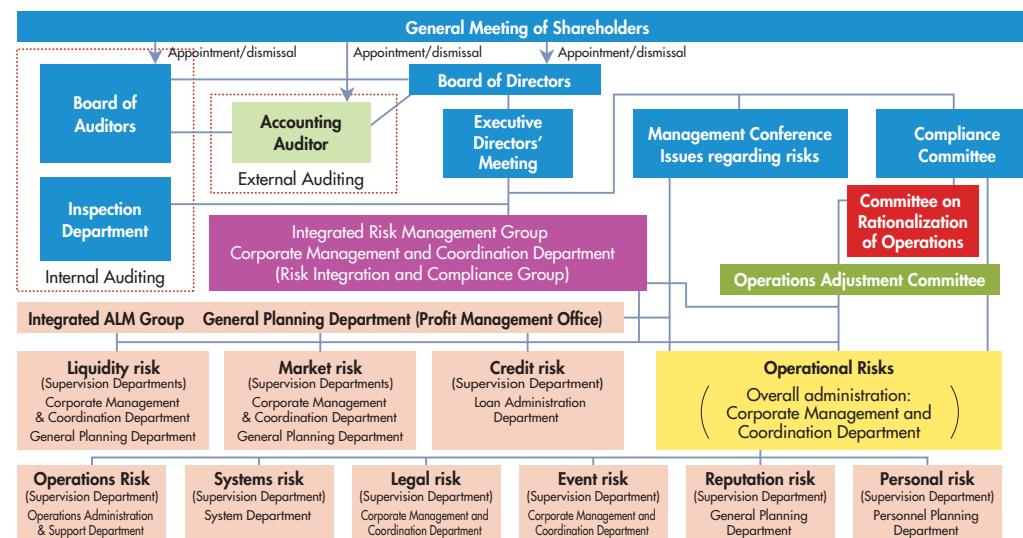 General Meeting of Shareholders
Appointment/dismissal
Appointment/dismissal
Appointment/dismissal
Board of
Auditors
Accounting
Auditor
External Auditing
Board of Directors
Executive
Directors'
Meeting
Management Conference
Issues regarding risks
Compliance
Committee
Inspection
Department
Internal Auditing
Committee on
Rationalization
of Operations
Integrated Risk Management Group
Corporate Management and Coordination Department
(Risk Integration and Compliance Group)
Operations Adjustment Committee
Integrated ALM Group
General Planning Department (Profit Management Office)
Liquidity risk
(Supervision Departments)
Corporate Management
& Coordination Department
General Planning Department
Market risk
(Supervision Departments)
Corporate Management
& Coordination Department
General Planning Department
Credit risk
(Supervision Department)
Loan Administration
Department
Operational Risks
(Overall administration:
Corporate Management and
Coordination Department)
Operations Risk
(Supervision Department)
Operations Administration
& Support Department
Systems risk
(Supervision Department)
System Department
Legal risk
(Supervision Department)
Corporate Management and
Coordination Department
Event risk
(Supervision Department)
Corporate Management and
Coordination Department
Reputation risk
(Supervision Department)
General Planning
Department
Personal risk
(Supervision Department)
Personnel Planning
Department